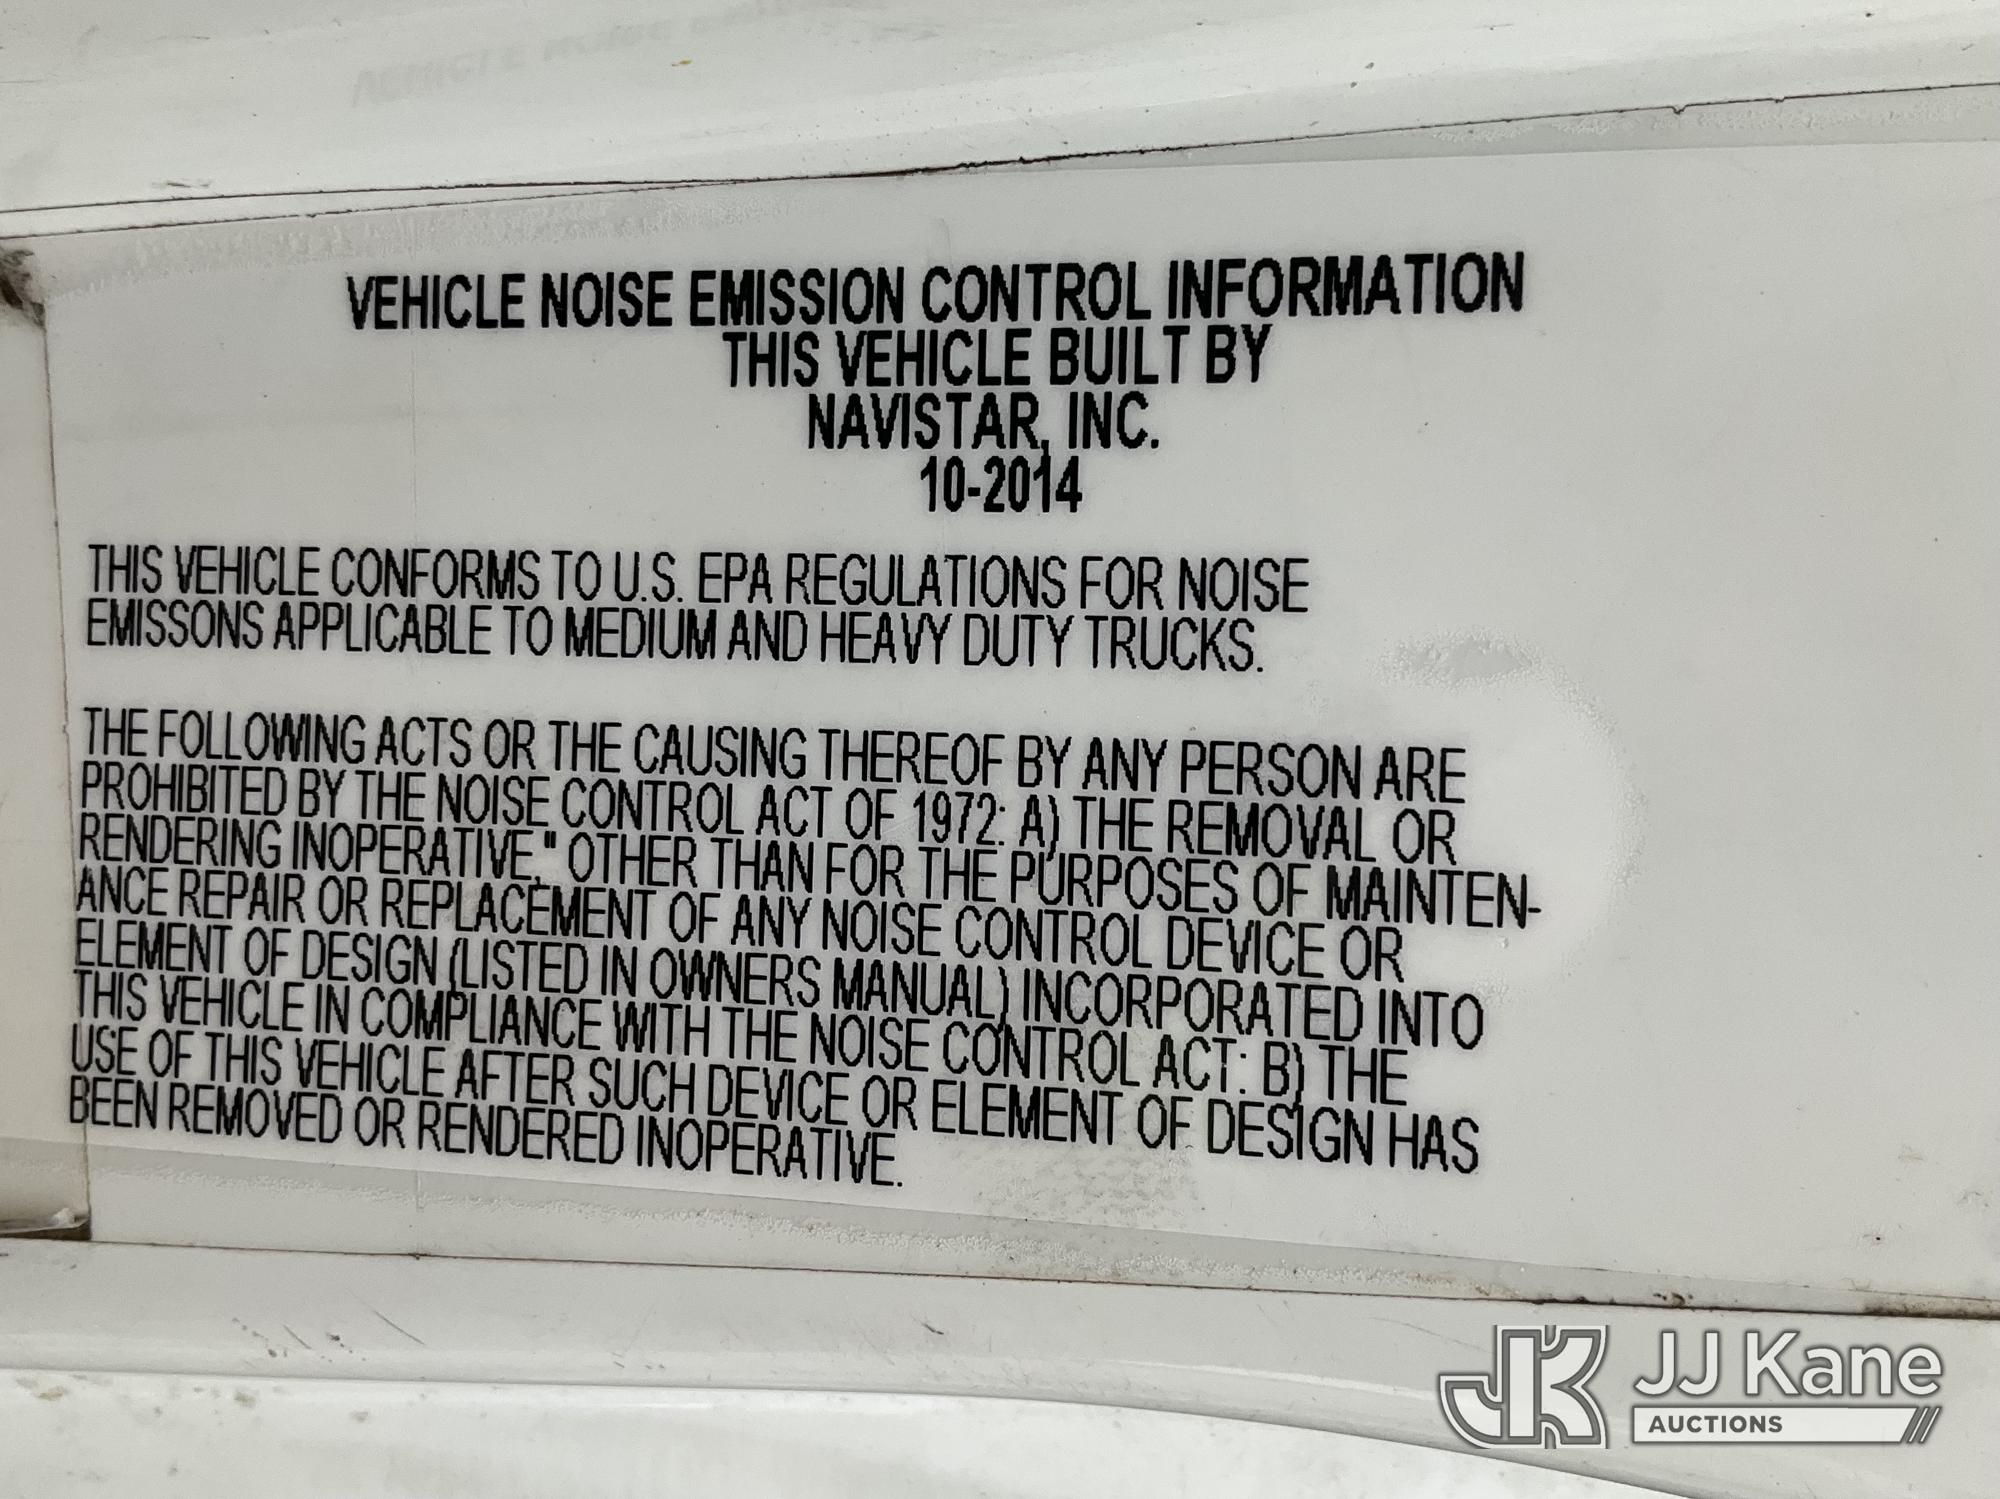 VEHICLE NOISE EMISSION CONTROL INFORMATION
THIS VEHICLE BUILT BY
NAVISTAR, INC.
10-2014
THIS VEHICLE CONFORMS TO U.S. EPA REGULATIONS FOR NOISE
EMISSONS APPLICABLE TO MEDIUM AND HEAVY DUTY TRUCKS.
THE FOLLOWING ACTS OR THE CAUSING THEREOF BY ANY PERSON ARE
PROHIBITED BY THE NOISE CONTROL ACT OF 1972: A) THE REMOVAL OR
RENDERING INOPERATIVE," OTHER THAN FOR THE PURPOSES OF MAINTEN-
ANCE REPAIR OR REPLACEMENT OF ANY NOISE CONTROL DEVICE OR
ELEMENT OF DESIGN (LISTED IN OWNERS MANUAL) INCORPORATED INTO
THIS VEHICLE IN COMPLIANCE WITH THE NOISE CONTROL ACT: B) THE
USE OF THIS VEHICLE AFTER SUCH DEVICE OR ELEMENT OF DESIGN HAS
BEEN REMOVED OR RENDERED INOPERATIVE.
JK JJ Kane
AUCTIONS